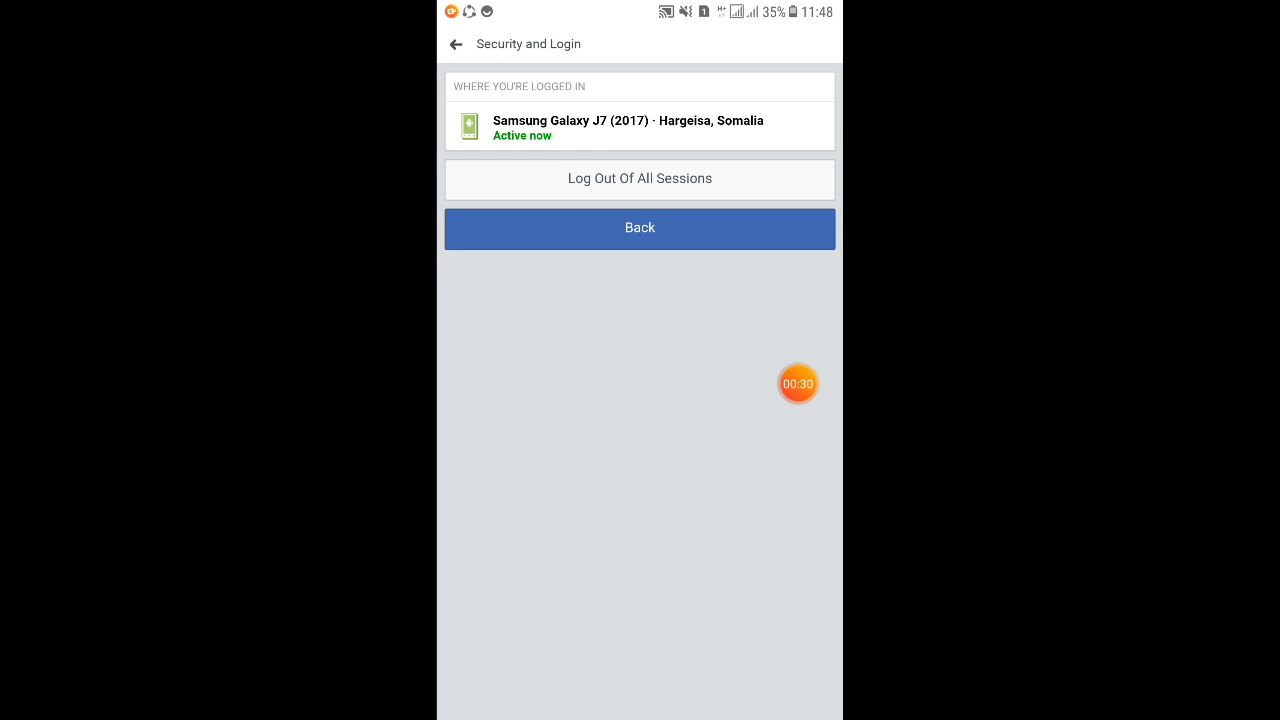 35% 11:48
Security and Login
WHERE YOU'RE LOGGED IN
Samsung Galaxy J7 (2017) · Hargeisa, Somalia
Active now
Log Out Of All Sessions
Back
00:30